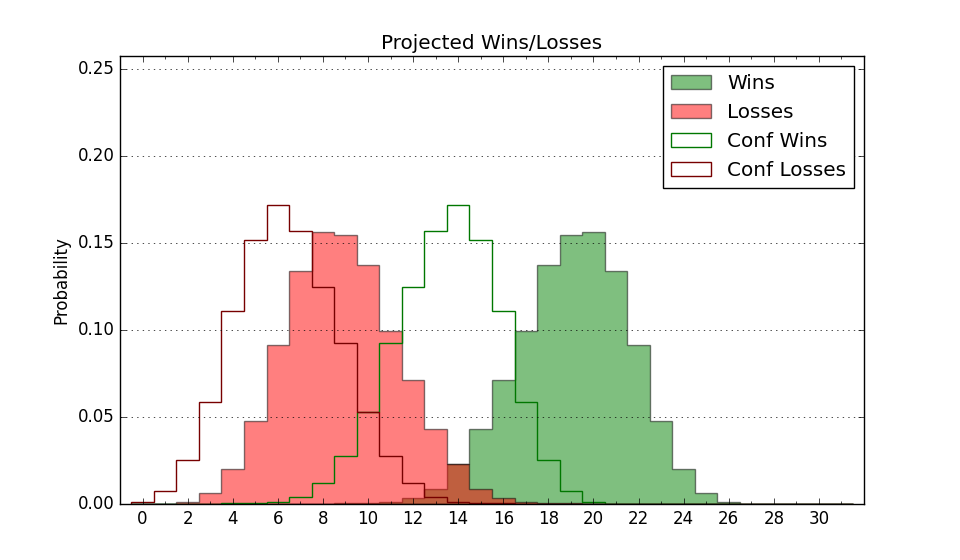 Projected Wins/Losses
0.25
0.20
0.15
0.10
0.05
0.00
Probability
Wins
Losses
Conf Wins
Conf Losses
0 2 4 6 8 10 12 14 16 18 20 22 24 26 28 30